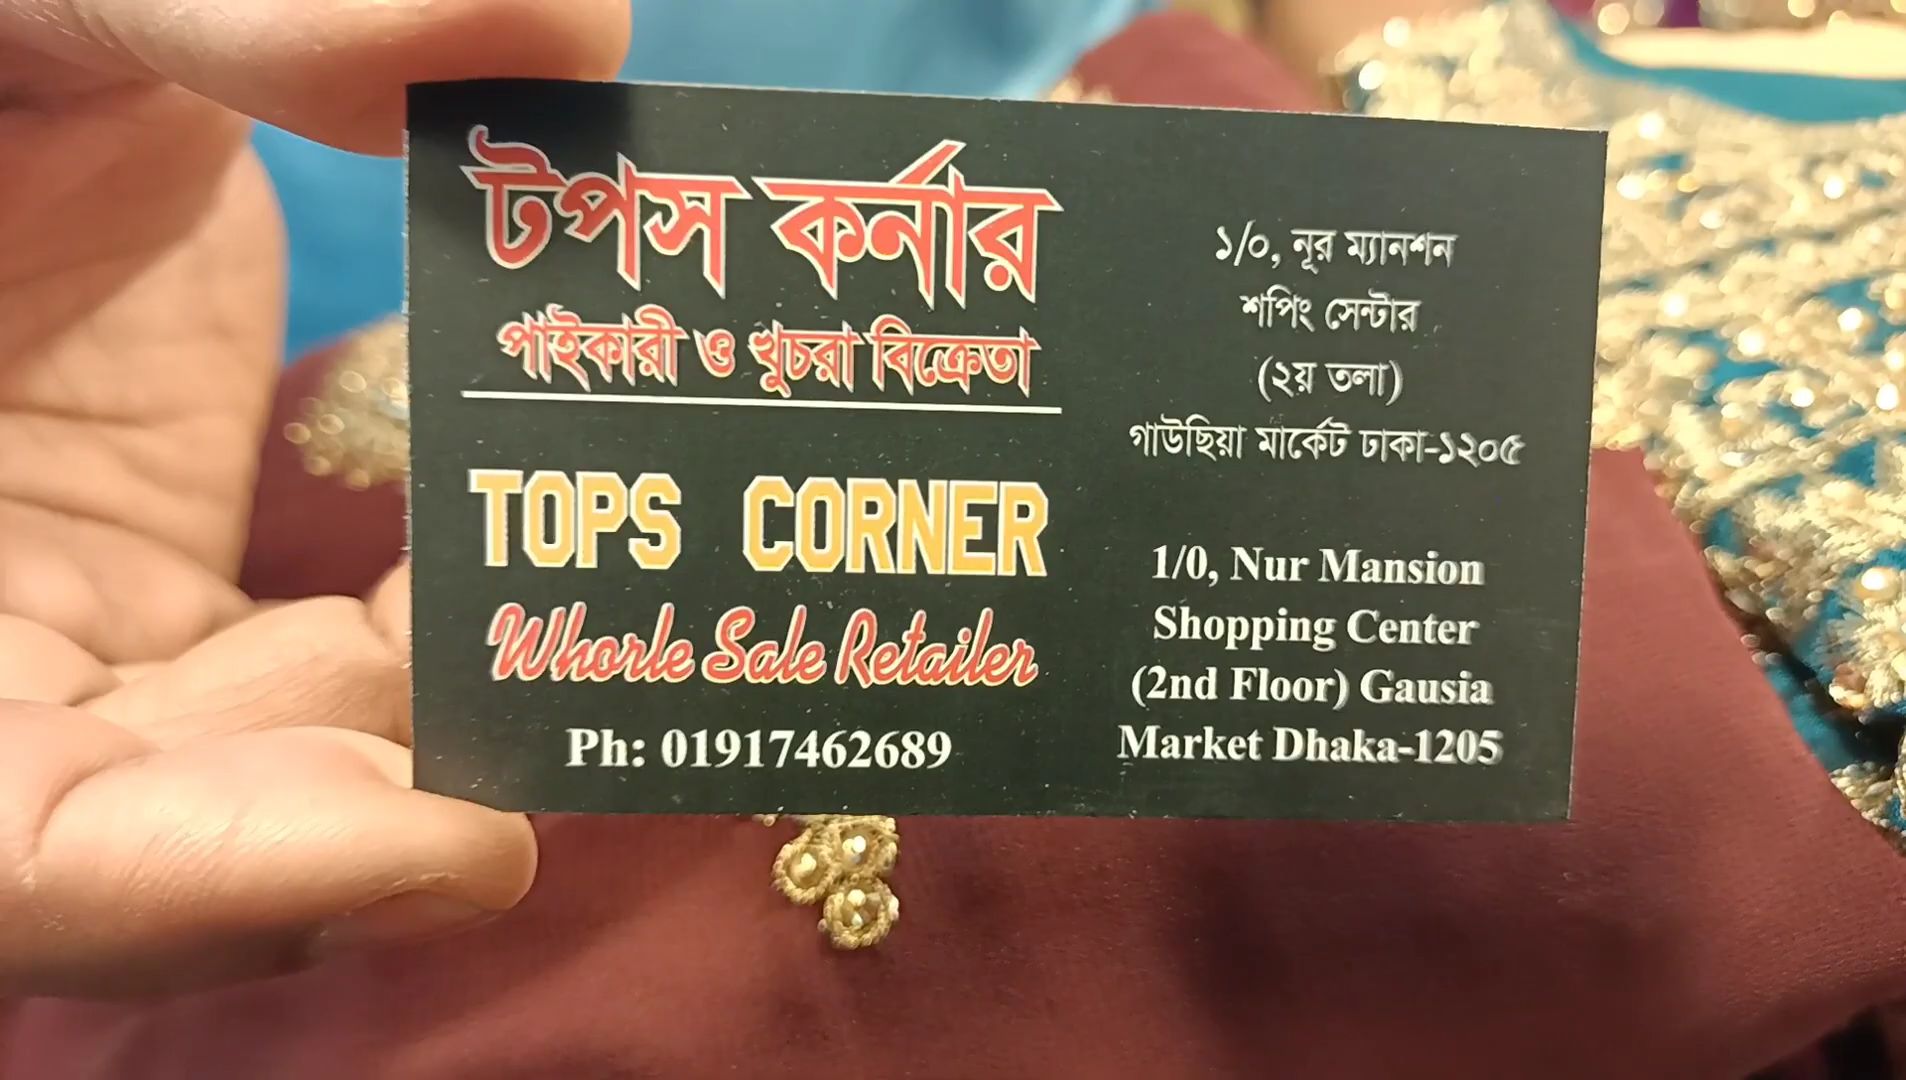 টপস কর্নার
পাইকারী ও খুচরা বিক্রেতা
TOPS CORNER
Whorle Sale Retailer
Ph: 01917462689
১/০, নূর ম্যানশন
শপিং সেন্টার
(২য় তলা)
গাউছিয়া মার্কেট ঢাকা-১২০৫
1/0, Nur Mansion
Shopping Center
(2nd Floor) Gausia
Market Dhaka-1205